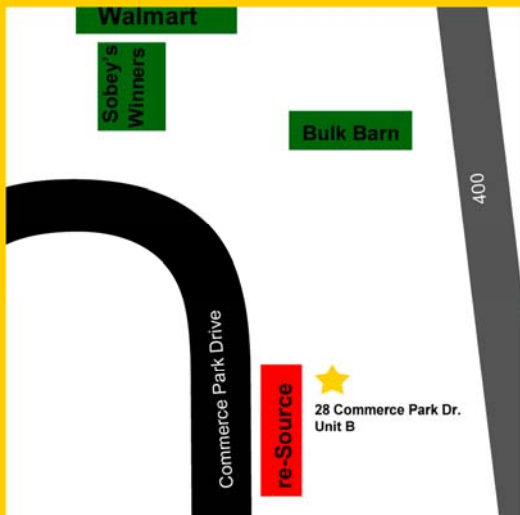 Walmart
Sobey's
Winners
Bulk Barn
400
Commerce Park Drive
re-Source
28 Commerce Park Dr.
Unit B